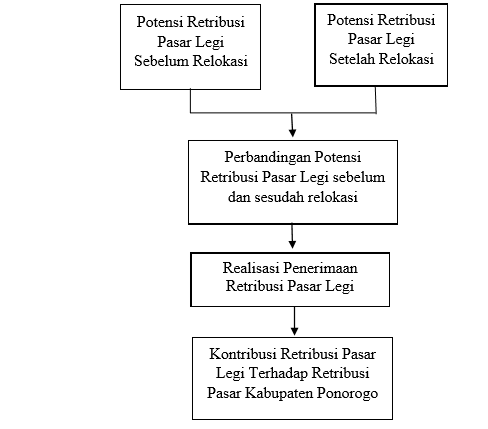 Potensi Retribusi
Pasar Legi
Sebelum Relokasi
Potensi Retribusi
Pasar Legi
Setelah Relokasi
Perbandingan Potensi
Retribusi Pasar Legi sebelum
dan sesudah relokasi
Realisasi Penerimaan
Retribusi Pasar Legi
Kontribusi Retribusi Pasar
Legi Terhadap Retribusi
Pasar Kabupaten Ponorogo